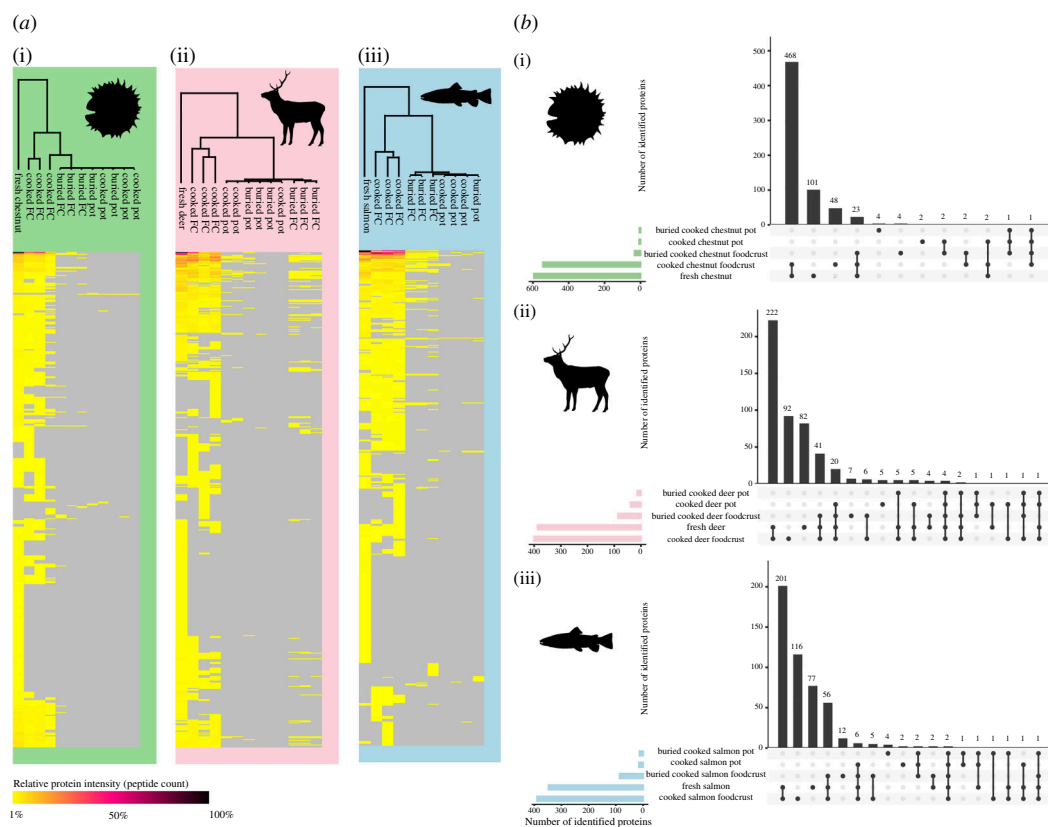 (a)
(b)
(i)
(ii)
(iii)
fresh chestnut
cooked FC
cooked FC
cooked FC
buried FC
buried FC
buried FC
buried pot
cooked pot
buried pot
cooked pot
cooked pot
fresh deer
cooked FC
cooked FC
cooked FC
cooked pot
cooked pot
buried pot
buried pot
cooked pot
buried pot
buried FC
buried FC
buried FC
fresh salmon
cooked FC
cooked FC
cooked FC
buried FC
buried FC
buried FC
cooked pot
cooked pot
cooked pot
buried pot
Relative protein intensity (peptide count)
1% 50% 100%
(i)
Number of identified proteins
500
400
300
200
100
0
468
101
48
23
4 4 2 2 2 2 1 1
buried cooked chestnut pot
cooked chestnut pot
buried cooked chestnut foodcrust
cooked chestnut foodcrust
fresh chestnut
600 400 200 0
(ii)
Number of identified proteins
200
150
100
50
0
222
92
82
41
20
7 6 5 5 5 4 4 2 1 1 1 1 1
buried cooked deer pot
cooked deer pot
buried cooked deer foodcrust
fresh deer
cooked deer foodcrust
400 300 200 100 0
(iii)
Number of identified proteins
200
150
100
50
0
201
116
77
56
12
6 5 4 2 2 2 2 1 1 1 1 1 1
buried cooked salmon pot
cooked salmon pot
buried cooked salmon foodcrust
fresh salmon
cooked salmon foodcrust
400 300 200 100 0
Number of identified proteins